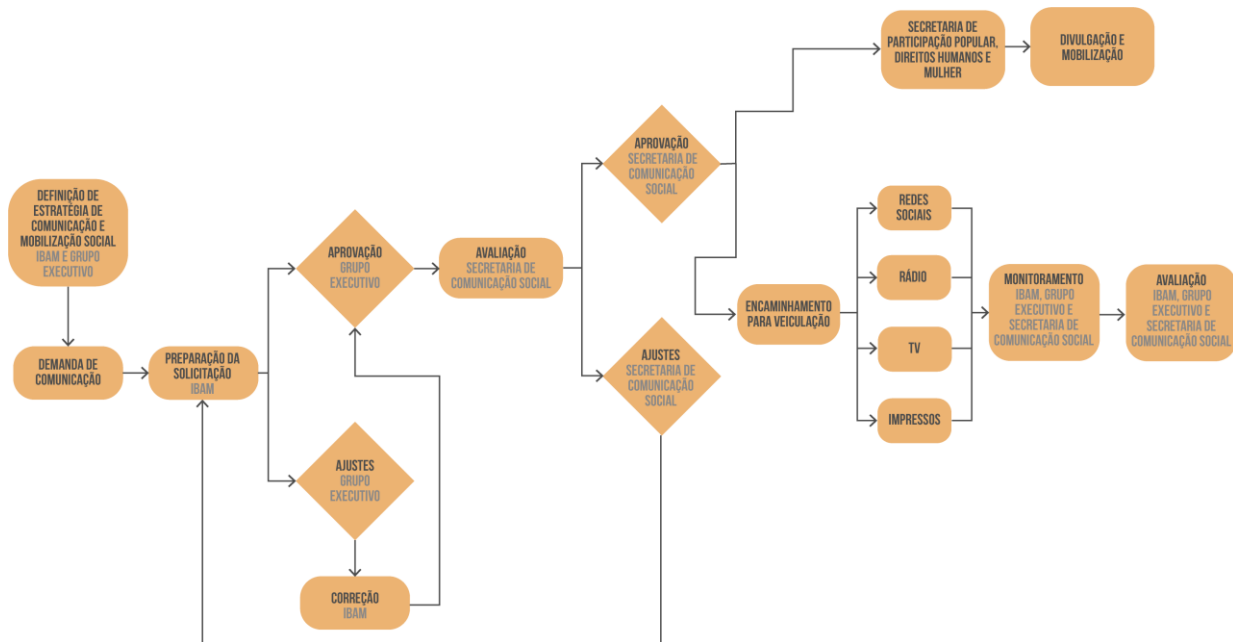 DEFINIÇÃO DE
ESTRATÉGIA DE
COMUNICAÇÃO E
MOBILIZAÇÃO SOCIAL
IBAM E GRUPO
EXECUTIVO
DEMANDA DE
COMUNICAÇÃO
PREPARAÇÃO DA
SOLICITAÇÃO
IBAM
APROVAÇÃO
GRUPO
EXECUTIVO
AJUSTES
GRUPO
EXECUTIVO
CORREÇÃO
IBAM
AVALIAÇÃO
SECRETARIA DE
COMUNICAÇÃO SOCIAL
APROVAÇÃO
SECRETARIA DE
COMUNICAÇÃO
SOCIAL
AJUSTES
SECRETARIA DE
COMUNICAÇÃO
SOCIAL
SECRETARIA DE
PARTICIPAÇÃO POPULAR,
DIREITOS HUMANOS E
MULHER
DIVULGAÇÃO E
MOBILIZAÇÃO
ENCAMINHAMENTO
PARA VEICULAÇÃO
REDES
SOCIAIS
RÁDIO
TV
IMPRESSOS
MONITORAMENTO
IBAM, GRUPO
EXECUTIVO E
SECRETARIA DE
COMUNICAÇÃO SOCIAL
AVALIAÇÃO
IBAM, GRUPO
EXECUTIVO E
SECRETARIA DE
COMUNICAÇÃO SOCIAL